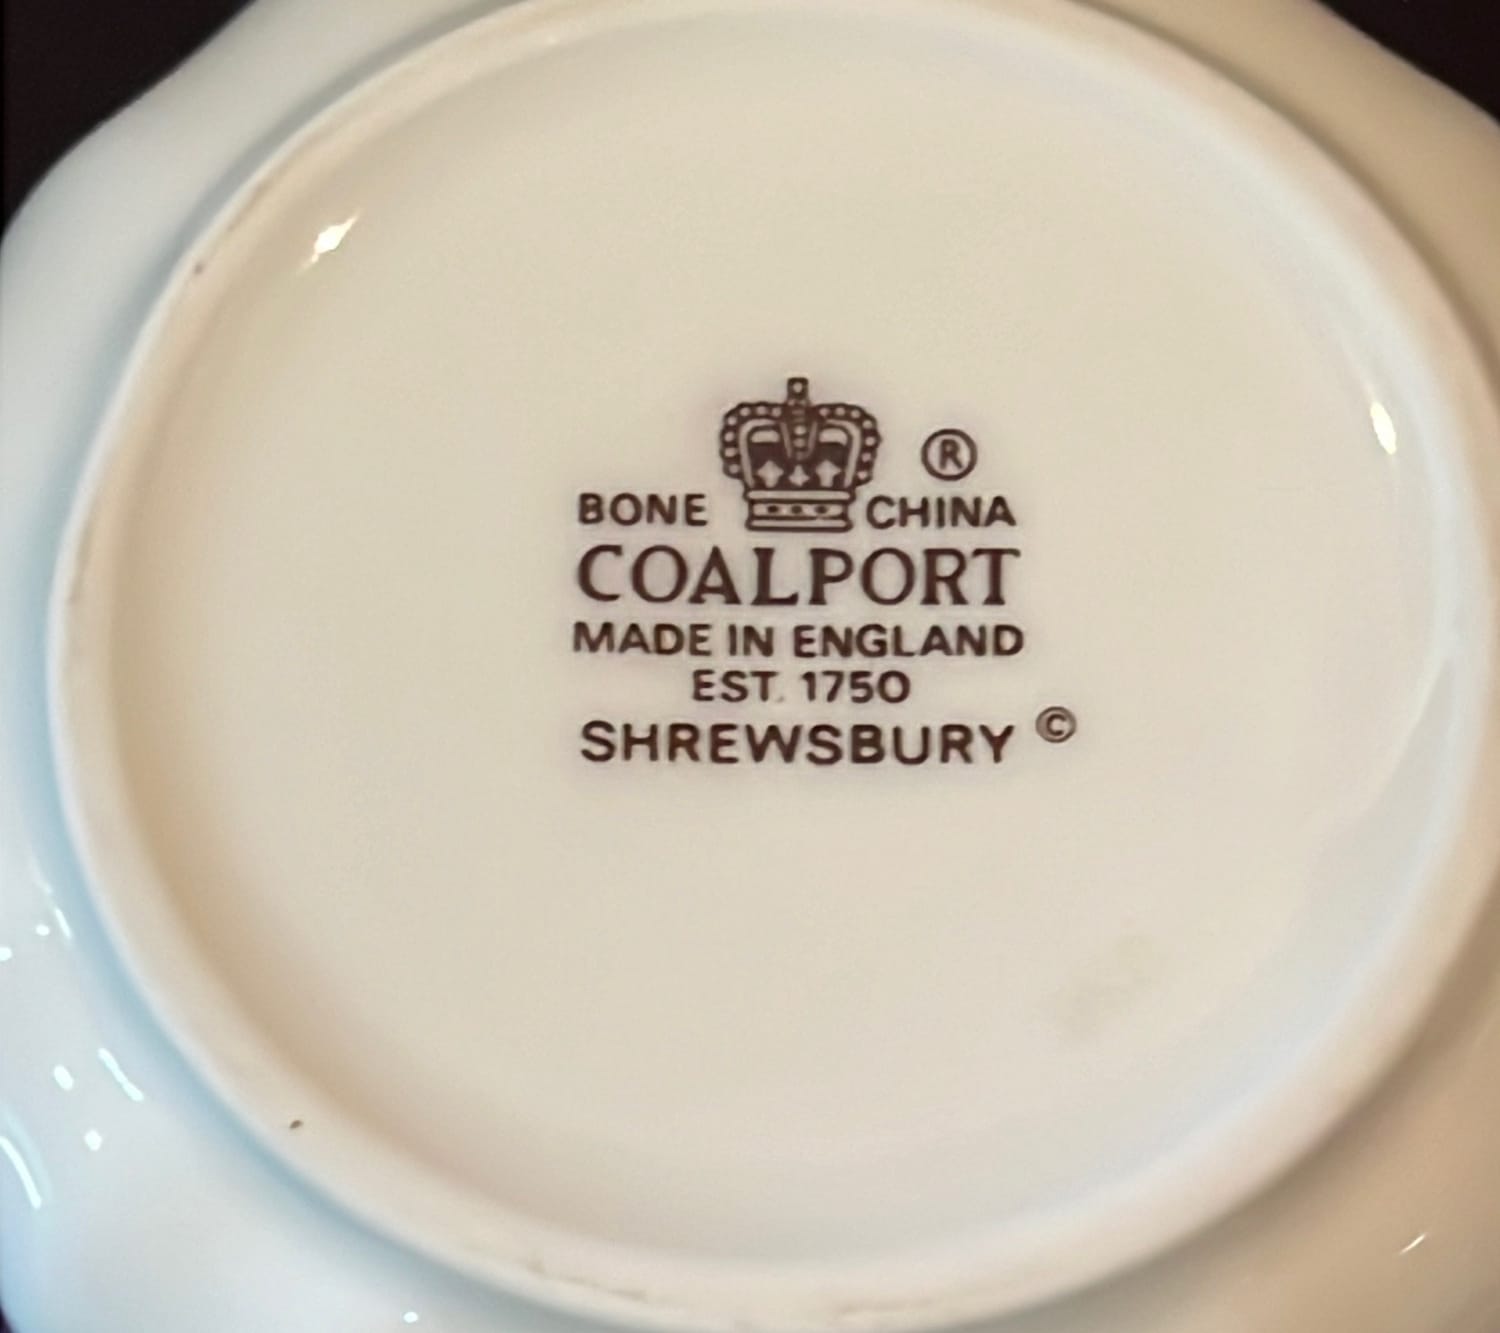 ®
BONE CHINA
COALPORT
MADE IN ENGLAND
EST. 1750
SHREWSBURY ©